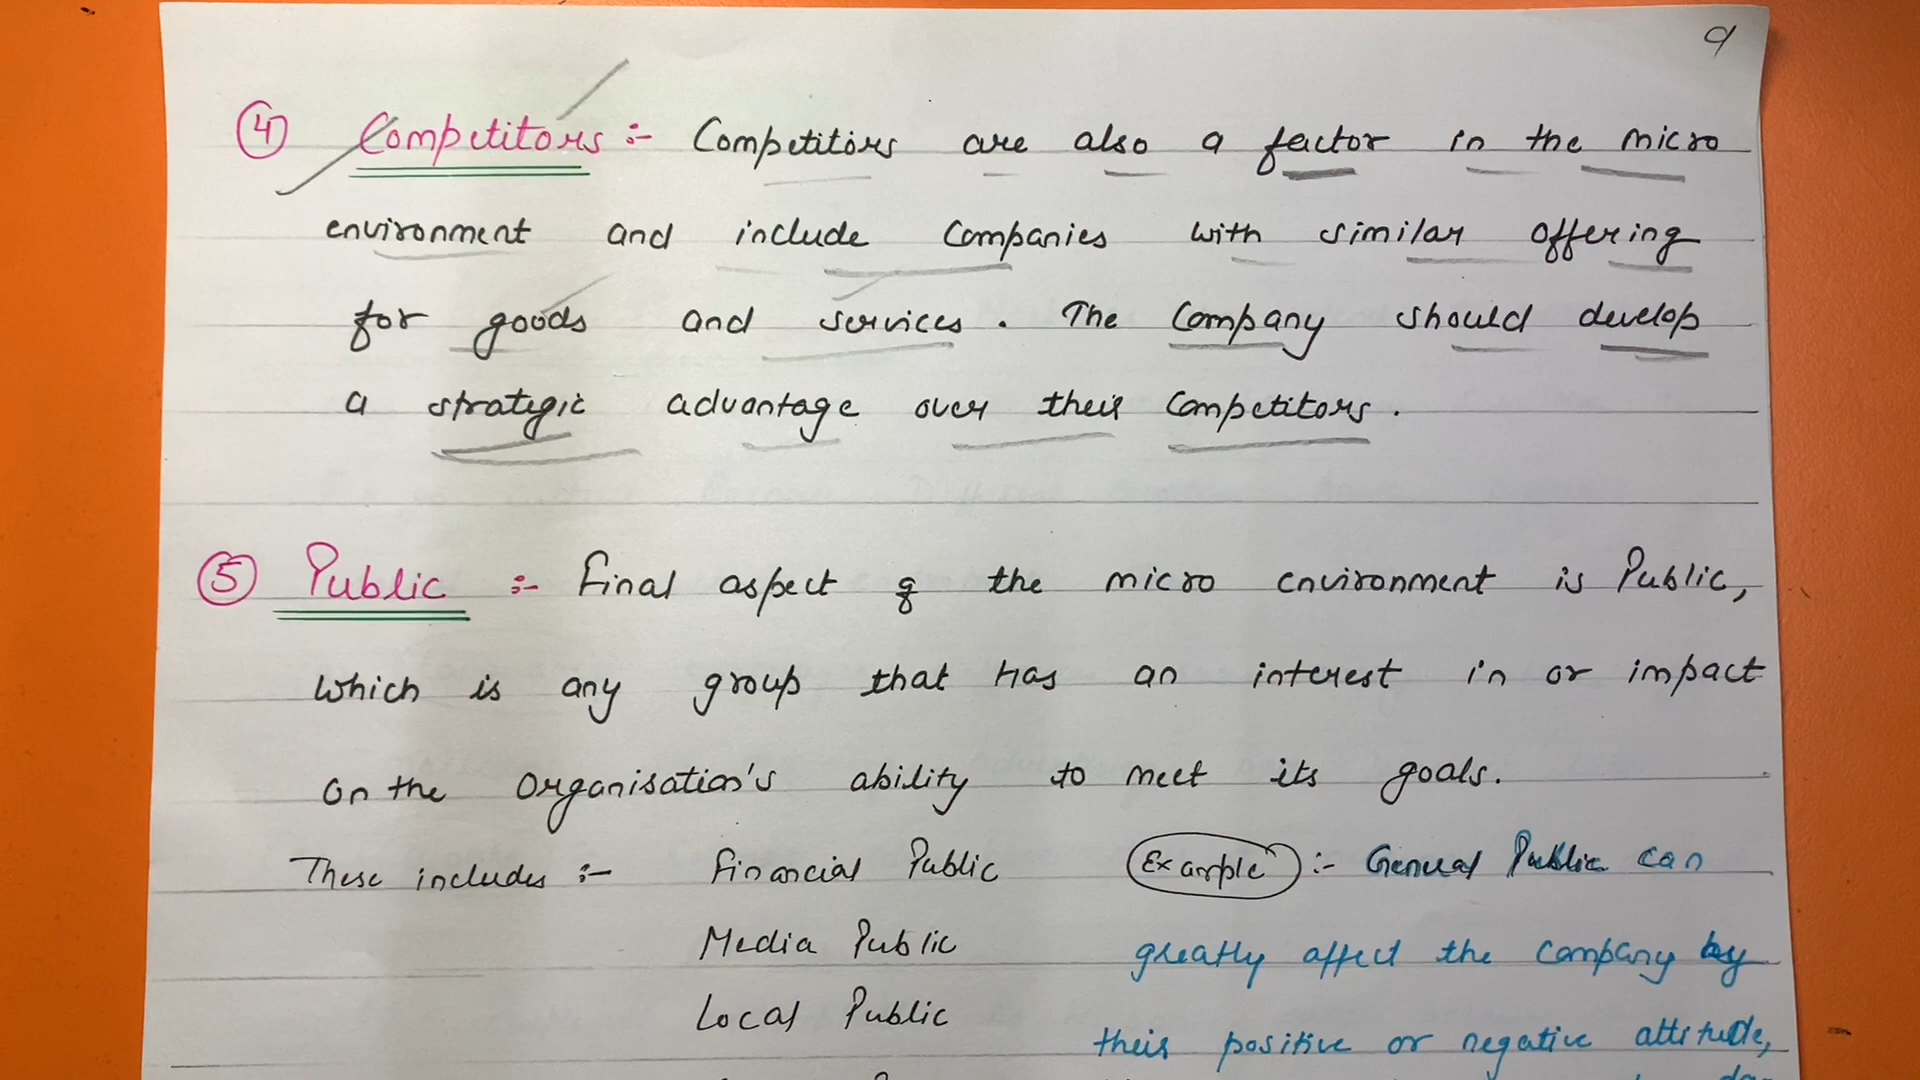 9
④ Competitors :- Competitors are also a factor in the micro
environment and include companies with similar offering
for goods and services. The Company should develop
a strategic advantage over their Competitors.
⑤ Public :- Final aspect of the micro environment is Public,
which is any group that has an interest in or impact
on the Organisation's ability to meet its goals.
These includes :- Financial Public
Media Public
Local Public
Example :- General Public can
greatly affect the company by
their positive or negative attitude,